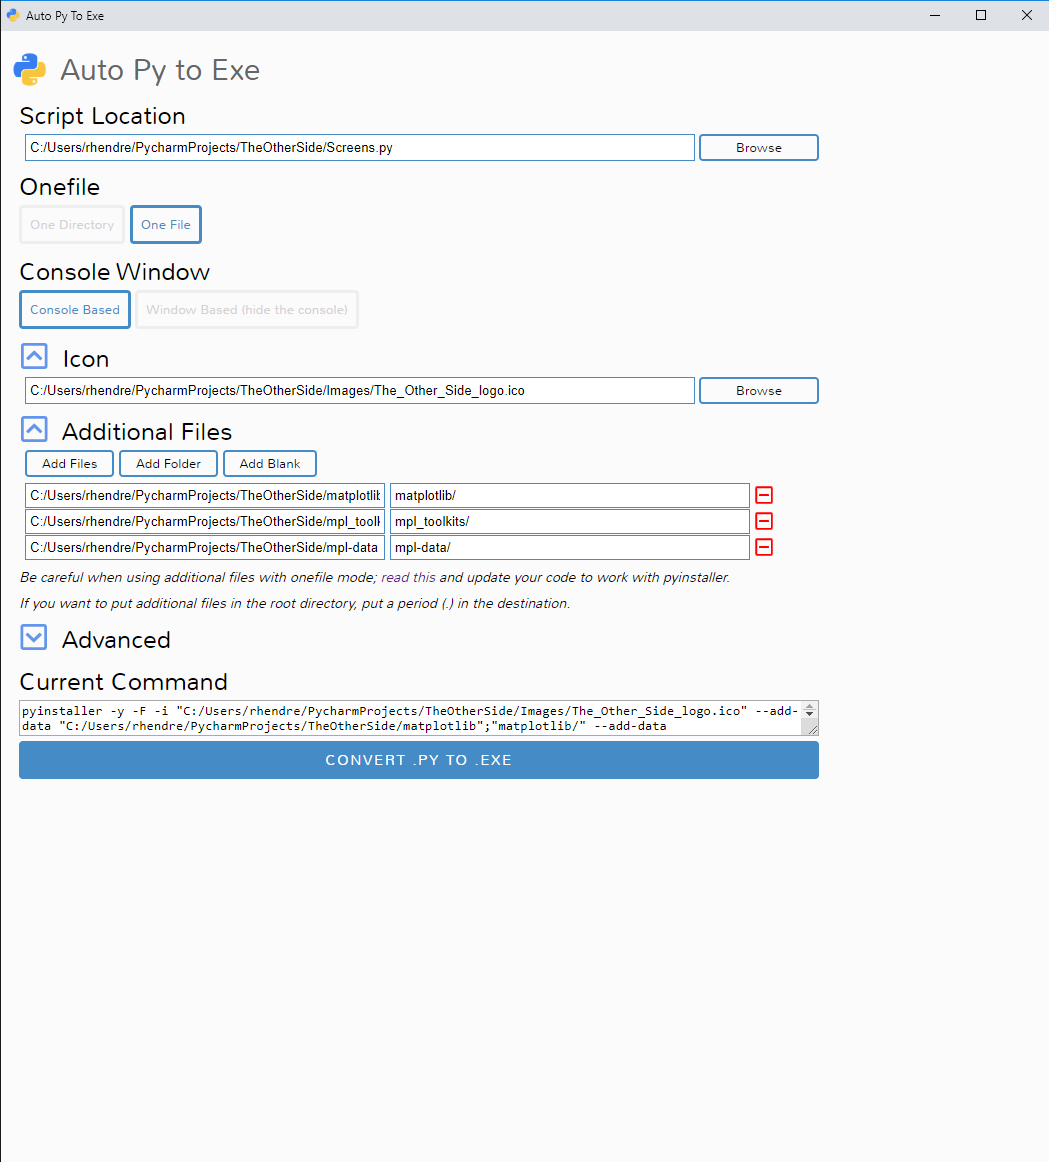 Auto Py To Exe
Auto Py to Exe
Script Location
C:/Users/rhendre/PycharmProjects/TheOtherSide/Screens.py Browse
Onefile
One Directory One File
Console Window
Console Based Window Based (hide the console)
Icon
C:/Users/rhendre/PycharmProjects/TheOtherSide/Images/The_Other_Side_logo.ico Browse
Additional Files
Add Files Add Folder Add Blank
C:/Users/rhendre/PycharmProjects/TheOtherSide/matplotlib matplotlib/
C:/Users/rhendre/PycharmProjects/TheOtherSide/mpl_toolk mpl_toolkits/
C:/Users/rhendre/PycharmProjects/TheOtherSide/mpl-data mpl-data/
Be careful when using additional files with onefile mode; read this and update your code to work with pyinstaller.
If you want to put additional files in the root directory, put a period (.) in the destination.
Advanced
Current Command
pyinstaller -y -F -i "C:/Users/rhendre/PycharmProjects/TheOtherSide/Images/The_Other_Side_logo.ico" --add-
data "C:/Users/rhendre/PycharmProjects/TheOtherSide/matplotlib";"matplotlib/" --add-data
CONVERT .PY TO .EXE